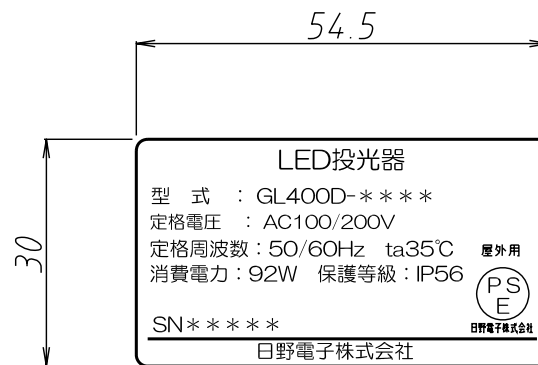 54.5
30
LED投光器
型 式 : GL400D-＊＊＊＊
定格電圧 : AC100/200V
定格周波数 : 50/60Hz ta35℃
消費電力 : 92W 保護等級 : IP56
屋外用
PS
E
日野電子株式会社
SN＊＊＊＊＊
日野電子株式会社